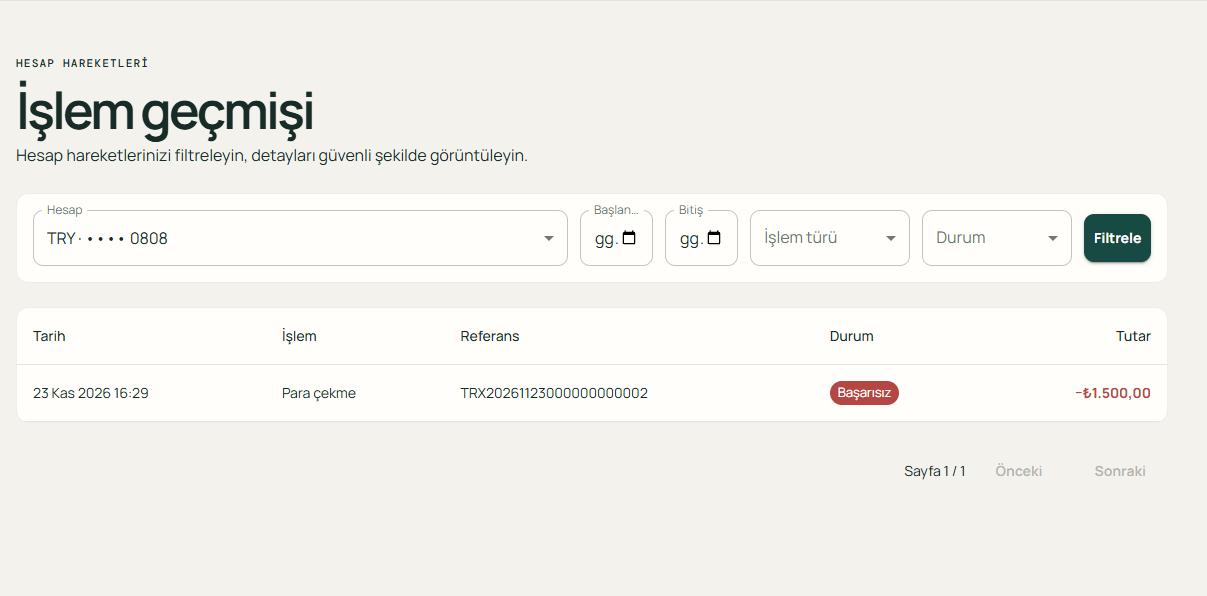 HESAP HAREKETLERİ
İşlem geçmişi
Hesap hareketlerinizi filtreleyin, detayları güvenli şekilde görüntüleyin.
Hesap Başlan... Bitiş
TRY · •••• 0808 gg. gg. İşlem türü Durum Filtrele
Tarih İşlem Referans Durum Tutar
23 Kas 2026 16:29 Para çekme TRX20261123000000000002 Başarısız −₺1.500,00
Sayfa 1 / 1 Önceki Sonraki